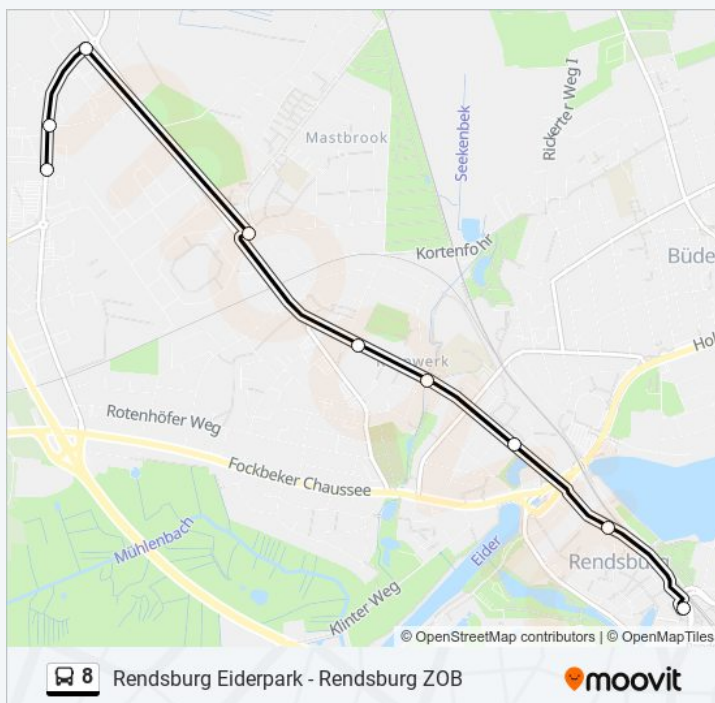 Rickerter Weg I
Mastbrook
Seekenbek
Kortenfohr
Büde
Hol
Rotenhöfer Weg
Fockbeker Chaussee
Mühlenbach
Eider
Rendsburg
Klinter Weg
© OpenStreetMap contributors | © OpenMapTiles
8 Rendsburg Eiderpark - Rendsburg ZOB
moovit